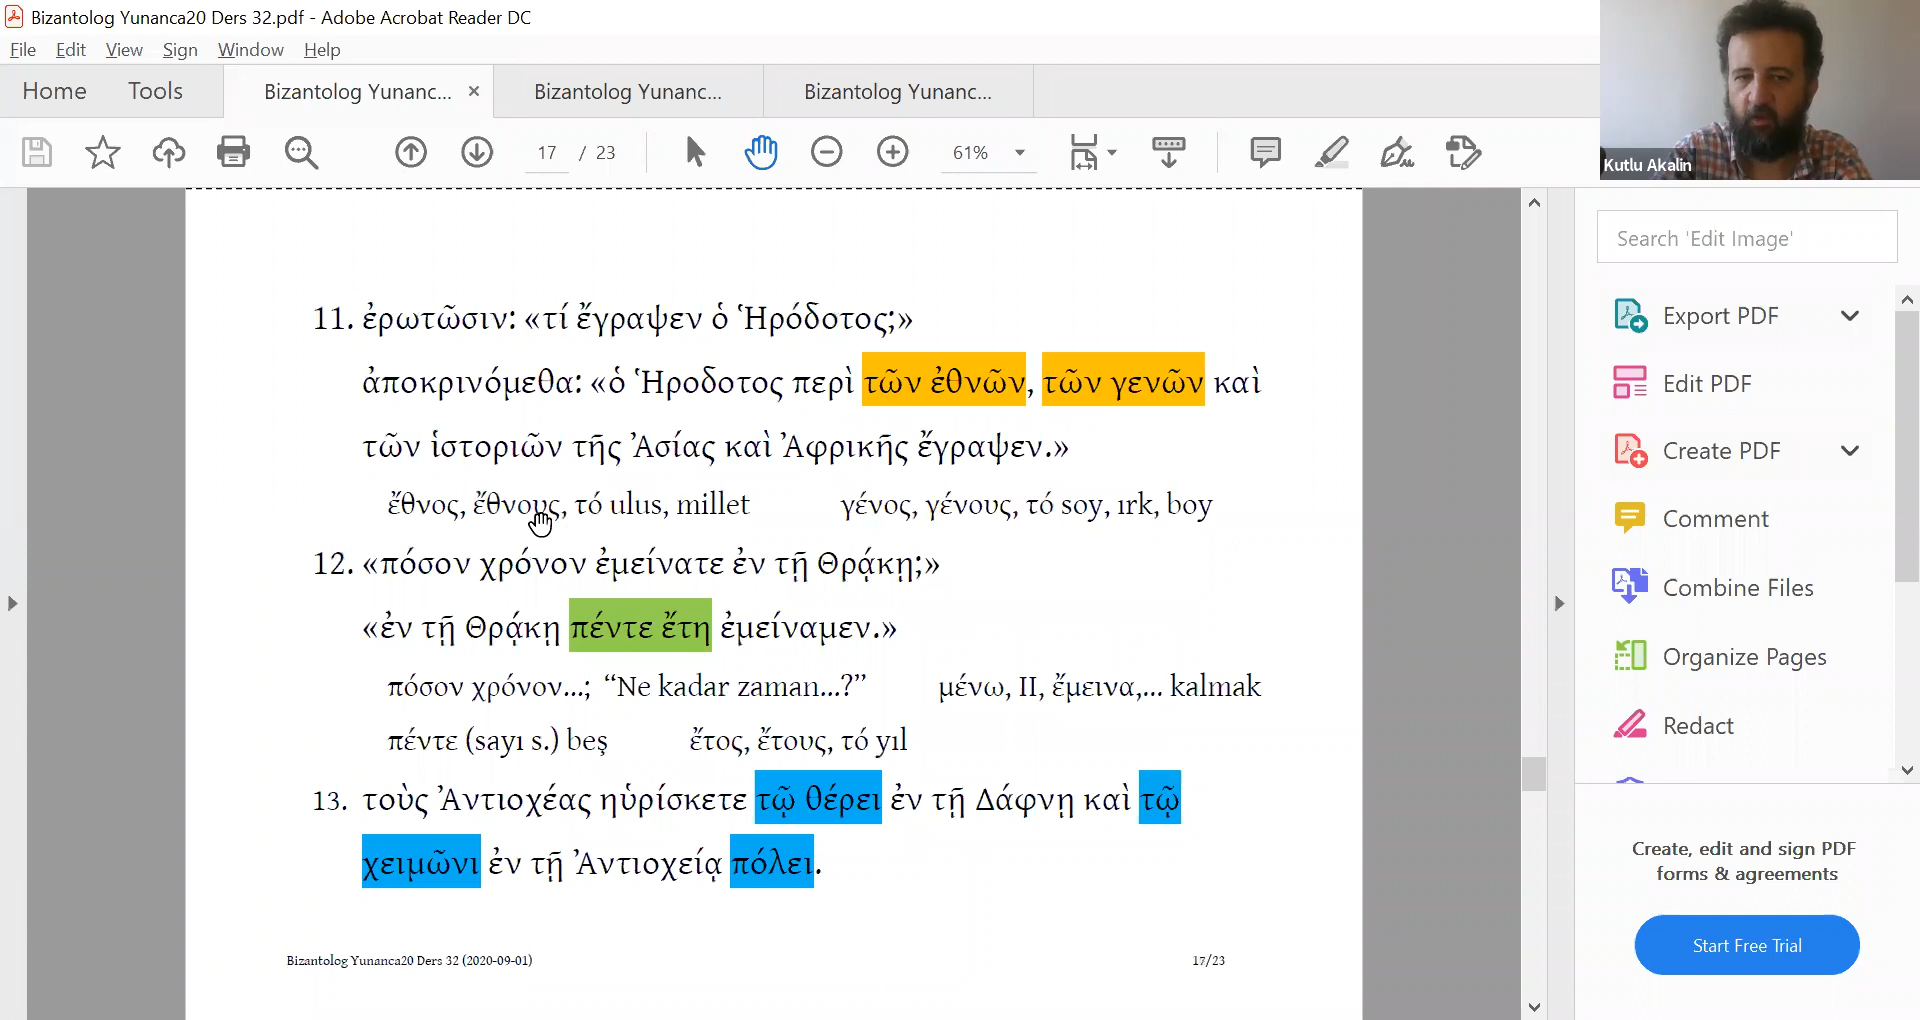 Bizantolog Yunanca20 Ders 32.pdf - Adobe Acrobat Reader DC
File Edit View Sign Window Help
Home Tools Bizantolog Yunanc... × Bizantolog Yunanc... Bizantolog Yunanc...
17 / 23 61%
Kutlu Akalin
11. ἐρωτῶσιν: «τί ἔγραψεν ὁ Ἡρόδοτος;»
ἀποκρινόμεθα: «ὁ Ἡροδοτος περὶ τῶν ἐθνῶν, τῶν γενῶν καὶ
τῶν ἱστοριῶν τῆς Ἀσίας καὶ Ἀφρικῆς ἔγραψεν.»
ἔθνος, ἔθνους, τό ulus, millet γένος, γένους, τό soy, ırk, boy
12. «πόσον χρόνον ἐμείνατε ἐν τῇ Θρᾴκῃ;»
«ἐν τῇ Θρᾴκῃ πέντε ἔτη ἐμείναμεν.»
πόσον χρόνον...; “Ne kadar zaman...?” μένω, II, ἔμεινα,... kalmak
πέντε (sayı s.) beş ἔτος, ἔτους, τό yıl
13. τοὺς Ἀντιοχέας ηὑρίσκετε τῷ θέρει ἐν τῇ Δάφνῃ καὶ τῷ
χειμῶνι ἐν τῇ Ἀντιοχείᾳ πόλει.
Bizantolog Yunanca20 Ders 32 (2020-09-01) 17/23
Search 'Edit Image'
Export PDF
Edit PDF
Create PDF
Comment
Combine Files
Organize Pages
Redact
Create, edit and sign PDF
forms & agreements
Start Free Trial